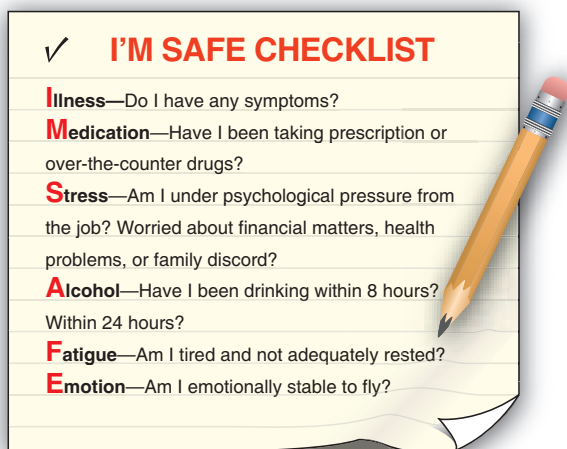 ✓ I'M SAFE CHECKLIST
Illness—Do I have any symptoms?
Medication—Have I been taking prescription or
over-the-counter drugs?
Stress—Am I under psychological pressure from
the job? Worried about financial matters, health
problems, or family discord?
Alcohol—Have I been drinking within 8 hours?
Within 24 hours?
Fatigue—Am I tired and not adequately rested?
Emotion—Am I emotionally stable to fly?